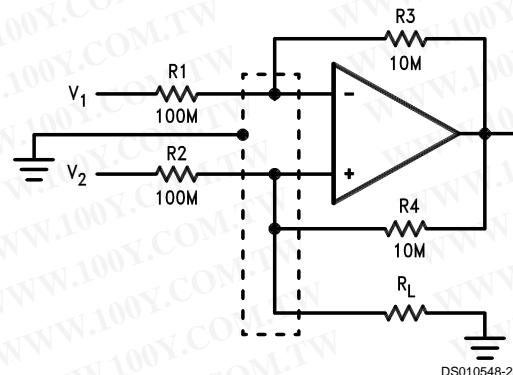 R3
10M
R1
V1
100M
−
R2
V2
100M
+
R4
10M
RL
DS010548-2
WWW.100Y.COM.TW